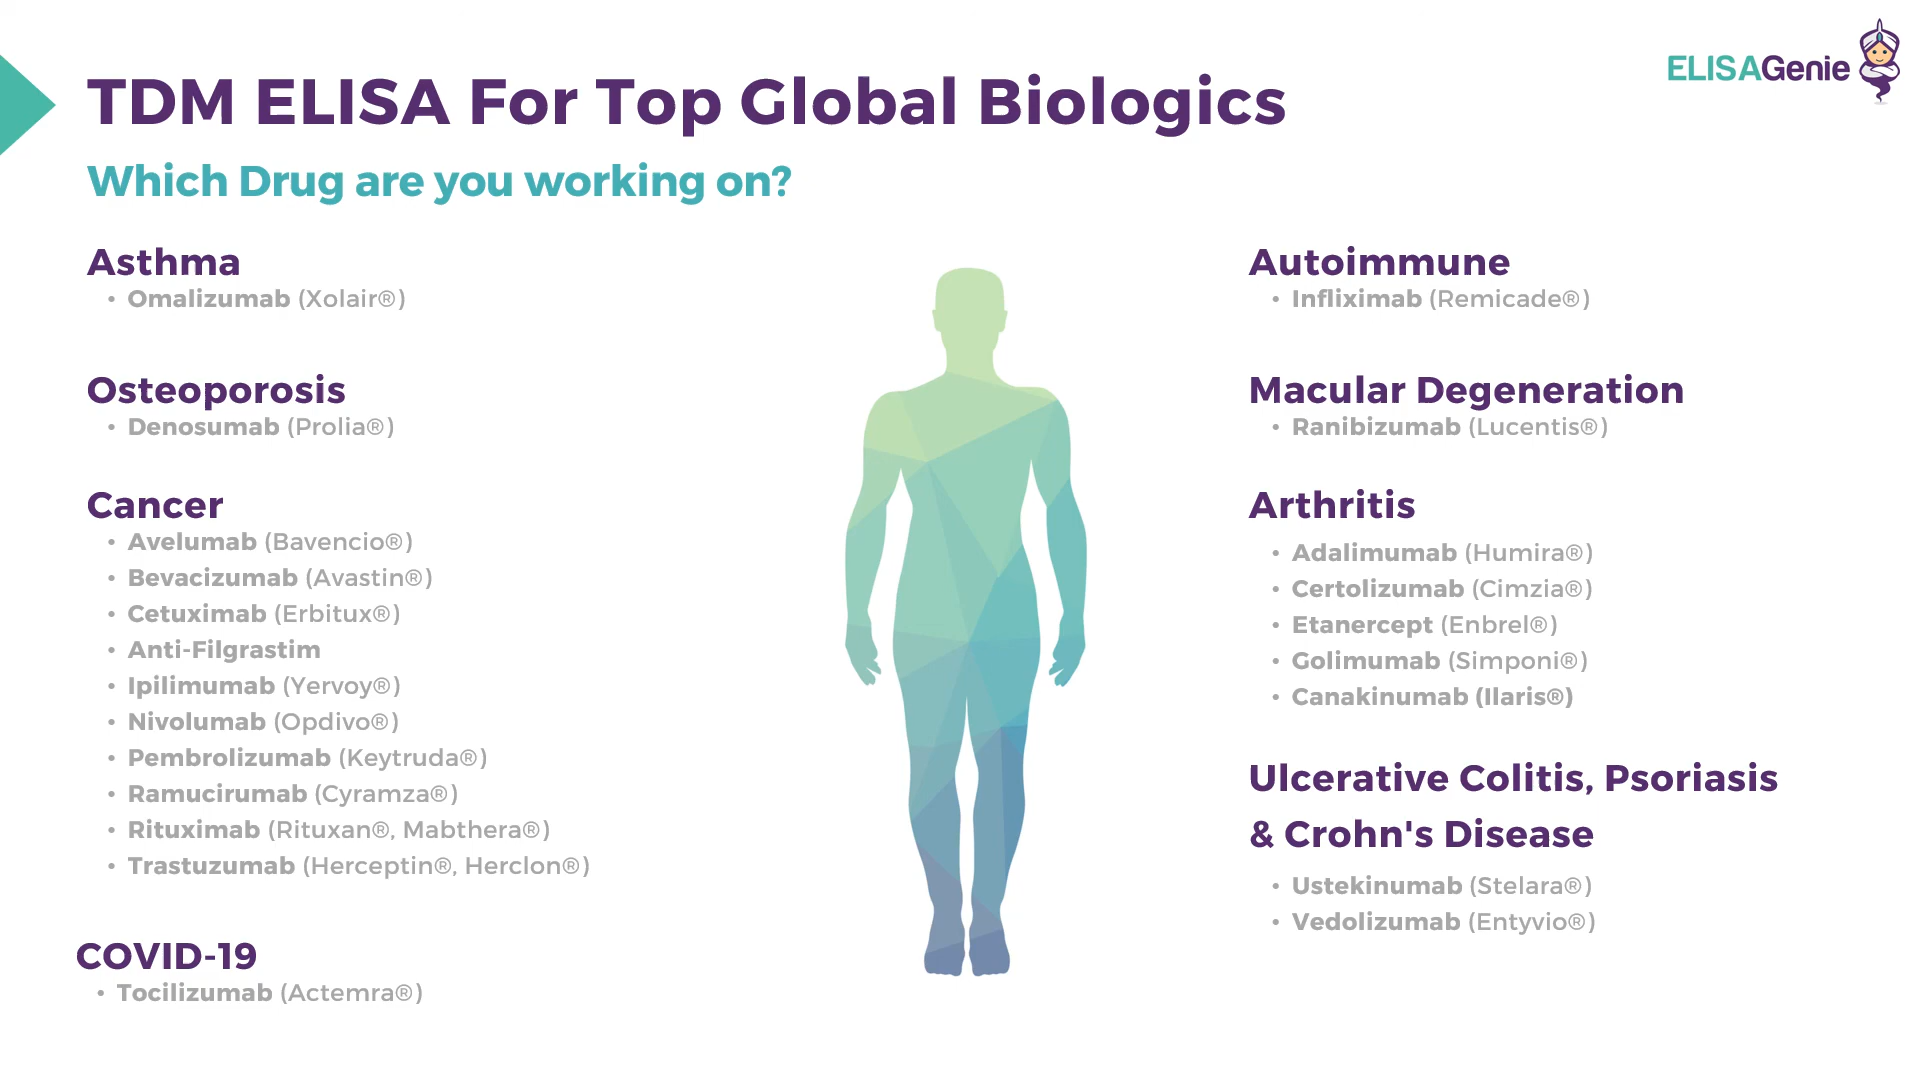 ELISAGenie
TDM ELISA For Top Global Biologics
Which Drug are you working on?
Asthma
• Omalizumab (Xolair®)
Osteoporosis
• Denosumab (Prolia®)
Cancer
• Avelumab (Bavencio®)
• Bevacizumab (Avastin®)
• Cetuximab (Erbitux®)
• Anti-Filgrastim
• Ipilimumab (Yervoy®)
• Nivolumab (Opdivo®)
• Pembrolizumab (Keytruda®)
• Ramucirumab (Cyramza®)
• Rituximab (Rituxan®, Mabthera®)
• Trastuzumab (Herceptin®, Herclon®)
COVID-19
• Tocilizumab (Actemra®)
Autoimmune
• Infliximab (Remicade®)
Macular Degeneration
• Ranibizumab (Lucentis®)
Arthritis
• Adalimumab (Humira®)
• Certolizumab (Cimzia®)
• Etanercept (Enbrel®)
• Golimumab (Simponi®)
• Canakinumab (Ilaris®)
Ulcerative Colitis, Psoriasis
& Crohn's Disease
• Ustekinumab (Stelara®)
• Vedolizumab (Entyvio®)